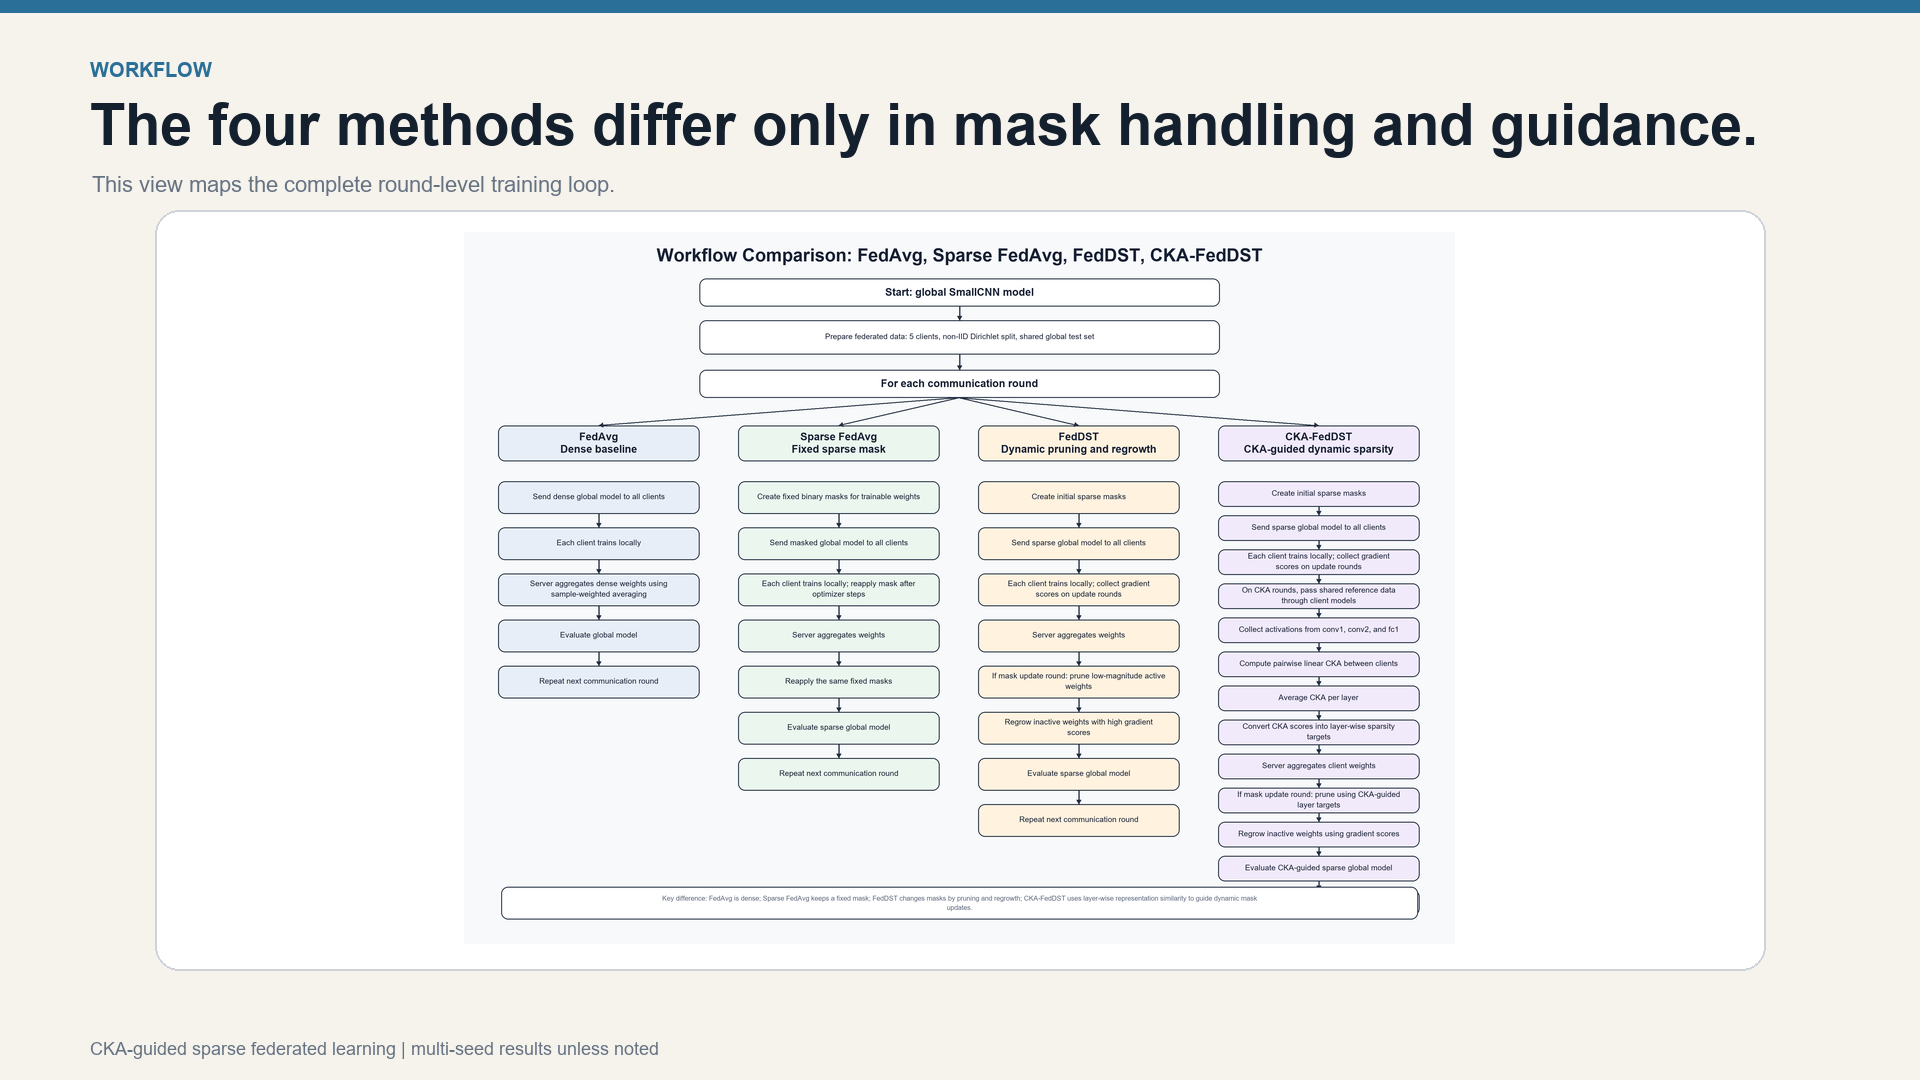 WORKFLOW
The four methods differ only in mask handling and guidance.
This view maps the complete round-level training loop.
Workflow Comparison: FedAvg, Sparse FedAvg, FedDST, CKA-FedDST
Start: global SmallCNN model
Prepare federated data: 5 clients, non-IID Dirichlet split, shared global test set
For each communication round
FedAvg
Dense baseline
Send dense global model to all clients
Each client trains locally
Server aggregates dense weights using
sample-weighted averaging
Evaluate global model
Repeat next communication round
Sparse FedAvg
Fixed sparse mask
Create fixed binary masks for trainable weights
Send masked global model to all clients
Each client trains locally; reapply mask after
optimizer steps
Server aggregates weights
Reapply the same fixed masks
Evaluate sparse global model
Repeat next communication round
FedDST
Dynamic pruning and regrowth
Create initial sparse masks
Send sparse global model to all clients
Each client trains locally; collect gradient
scores on update rounds
Server aggregates weights
If mask update round: prune low-magnitude active
weights
Regrow inactive weights with high gradient
scores
Evaluate sparse global model
Repeat next communication round
CKA-FedDST
CKA-guided dynamic sparsity
Create initial sparse masks
Send sparse global model to all clients
Each client trains locally; collect gradient
scores on update rounds
On CKA rounds, pass shared reference data
through client models
Collect activations from conv1, conv2, and fc1
Compute pairwise linear CKA between clients
Average CKA per layer
Convert CKA scores into layer-wise sparsity
targets
Server aggregates client weights
If mask update round: prune using CKA-guided
layer targets
Regrow inactive weights using gradient scores
Evaluate CKA-guided sparse global model
Key difference: FedAvg is dense; Sparse FedAvg keeps a fixed mask; FedDST changes masks by pruning and regrowth; CKA-FedDST uses layer-wise representation similarity to guide dynamic mask
updates.
CKA-guided sparse federated learning | multi-seed results unless noted